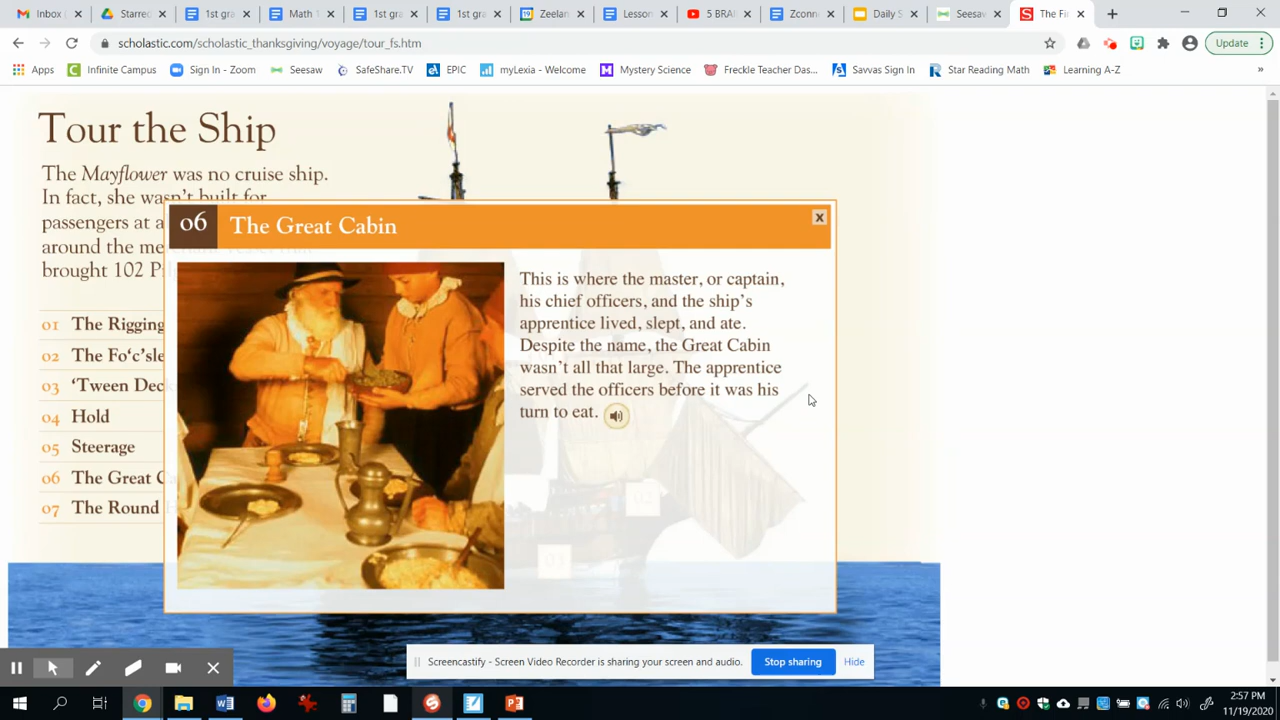 Inbox
Starred
1st gra
Math 1
1st gra
1st gra
Zeelan
Lesson
5 BRAI
Zconn
Daily S
Seesaw
The Fi
scholastic.com/scholastic_thanksgiving/voyage/tour_fs.htm
Update
Apps
Infinite Campus
Sign In - Zoom
Seesaw
SafeShare.TV
EPIC
myLexia - Welcome
Mystery Science
Freckle Teacher Das...
Savvas Sign In
Star Reading Math
Learning A-Z
»
Tour the Ship
The Mayflower was no cruise ship.
In fact, she wasn't built for
passengers at a
around the
brought 102 Pi
01 The Rigging
02 The Fo'c'sle
03 'Tween Dec
04 Hold
05 Steerage
06 The Great C
07 The Round
06 The Great Cabin
X
This is where the master, or captain,
his chief officers, and the ship's
apprentice lived, slept, and ate.
Despite the name, the Great Cabin
wasn't all that large. The apprentice
served the officers before it was his
turn to eat.
02
03
Screencastify - Screen Video Recorder is sharing your screen and audio.
Stop sharing
Hide
2:57 PM
11/19/2020